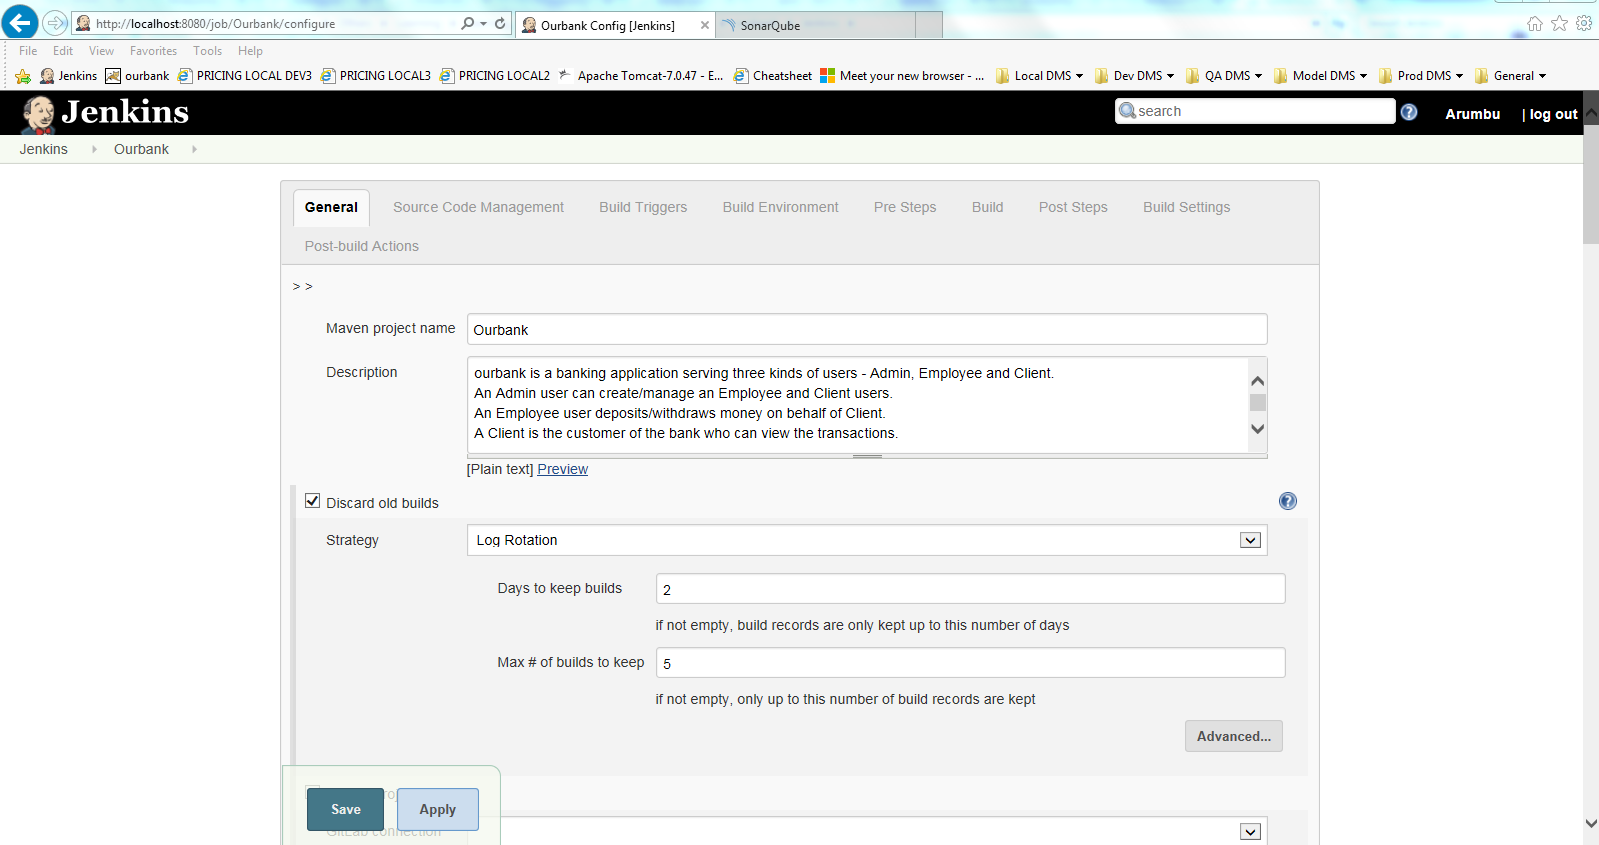 http://localhost:8080/job/Ourbank/configure
Ourbank Config [Jenkins]
SonarQube
File Edit View Favorites Tools Help
Jenkins ourbank PRICING LOCAL DEV3 PRICING LOCAL3 PRICING LOCAL2 Apache Tomcat-7.0.47 - E... Cheatsheet Meet your new browser - ... Local DMS Dev DMS QA DMS Model DMS Prod DMS General
Jenkins
search
Arumbu | log out
Jenkins Ourbank
General Source Code Management Build Triggers Build Environment Pre Steps Build Post Steps Build Settings
Post-build Actions
> >
Maven project name Ourbank
Description
ourbank is a banking application serving three kinds of users - Admin, Employee and Client.
An Admin user can create/manage an Employee and Client users.
An Employee user deposits/withdraws money on behalf of Client.
A Client is the customer of the bank who can view the transactions.
[Plain text] Preview
Discard old builds
Strategy Log Rotation
Days to keep builds 2
if not empty, build records are only kept up to this number of days
Max # of builds to keep 5
if not empty, only up to this number of build records are kept
Advanced...
Save Apply
GitLab connection